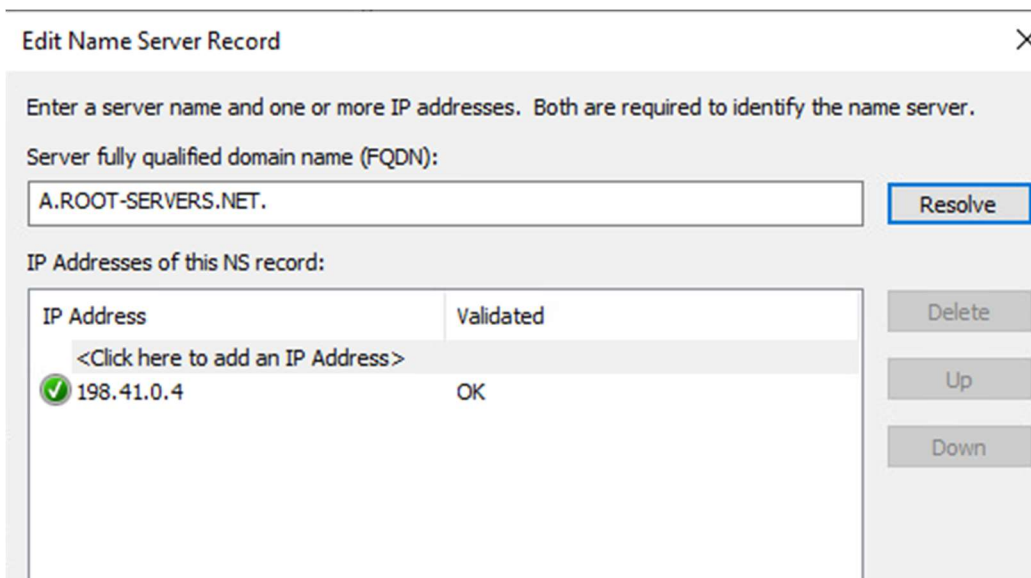 Edit Name Server Record
Enter a server name and one or more IP addresses. Both are required to identify the name server.
Server fully qualified domain name (FQDN):
A.ROOT-SERVERS.NET.
Resolve
IP Addresses of this NS record:
IP Address Validated
Delete
<Click here to add an IP Address>
198.41.0.4 OK
Up
Down